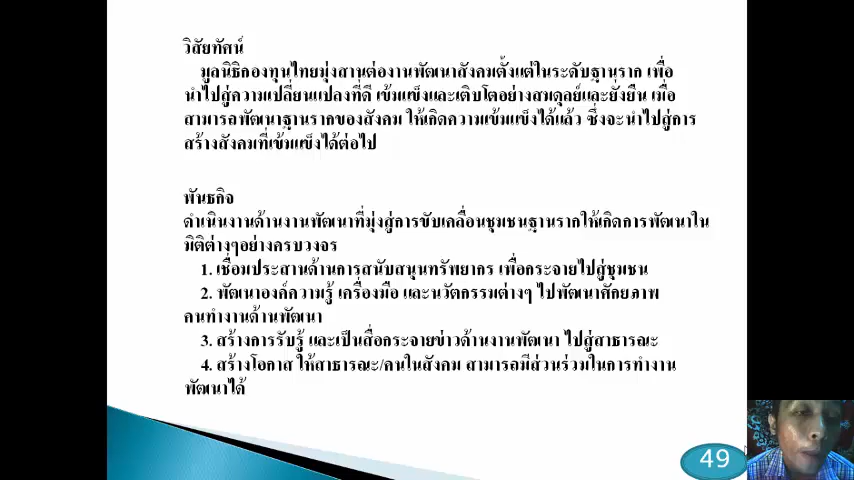 วิสัยทัศน์
มูลนิธิกองทุนไทยมุ่งสานต่องานพัฒนาสังคมตั้งแต่ในระดับฐานราก เพื่อ
นำไปสู่ความเปลี่ยนแปลงที่ดี เข้มแข็งและเติบโตอย่างสมดุลย์และยั่งยืน เมื่อ
สามารถพัฒนาฐานรากของสังคม ให้เกิดความเข้มแข็งได้แล้ว ซึ่งจะนำไปสู่การ
สร้างสังคมที่เข้มแข็งได้ต่อไป
พันธกิจ
ดำเนินงานด้านงานพัฒนาที่มุ่งสู่การขับเคลื่อนชุมชนฐานรากให้เกิดการพัฒนาใน
มิติต่างๆอย่างครบวงจร
1. เชื่อมประสานด้านการสนับสนุนทรัพยากร เพื่อกระจายไปสู่ชุมชน
2. พัฒนาองค์ความรู้ เครื่องมือ และนวัตกรรมต่างๆ ไปพัฒนาศักยภาพ
คนทำงานด้านพัฒนา
3. สร้างการรับรู้ และเป็นสื่อกระจายข่าวด้านงานพัฒนา ไปสู่สาธารณะ
4. สร้างโอกาส ให้สาธารณะ/คนในสังคม สามารถมีส่วนร่วมในการทำงาน
พัฒนาได้
49